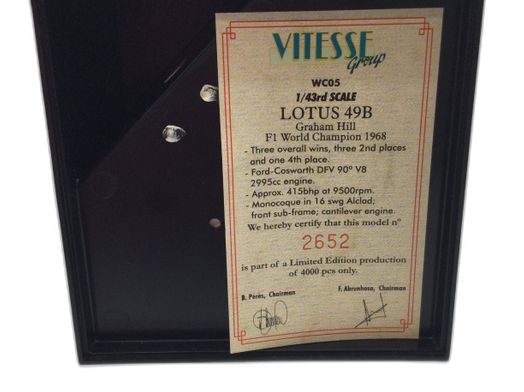 VITESSE
Group
WC05
1/43rd SCALE
LOTUS 49B
Graham Hill
F1 World Champion 1968
- Three overall wins, three 2nd places
and one 4th place.
- Ford-Cosworth DFV 90º V8
2995cc engine.
- Approx. 415bhp at 9500rpm.
- Monocoque in 16 swg Alclad;
front sub-frame; cantilever engine.
We hereby certify that this model nº
2652
is part of a Limited Edition production
of 4000 pcs only.
B. Pérès, Chairman F. Abrunhosa, Chairman